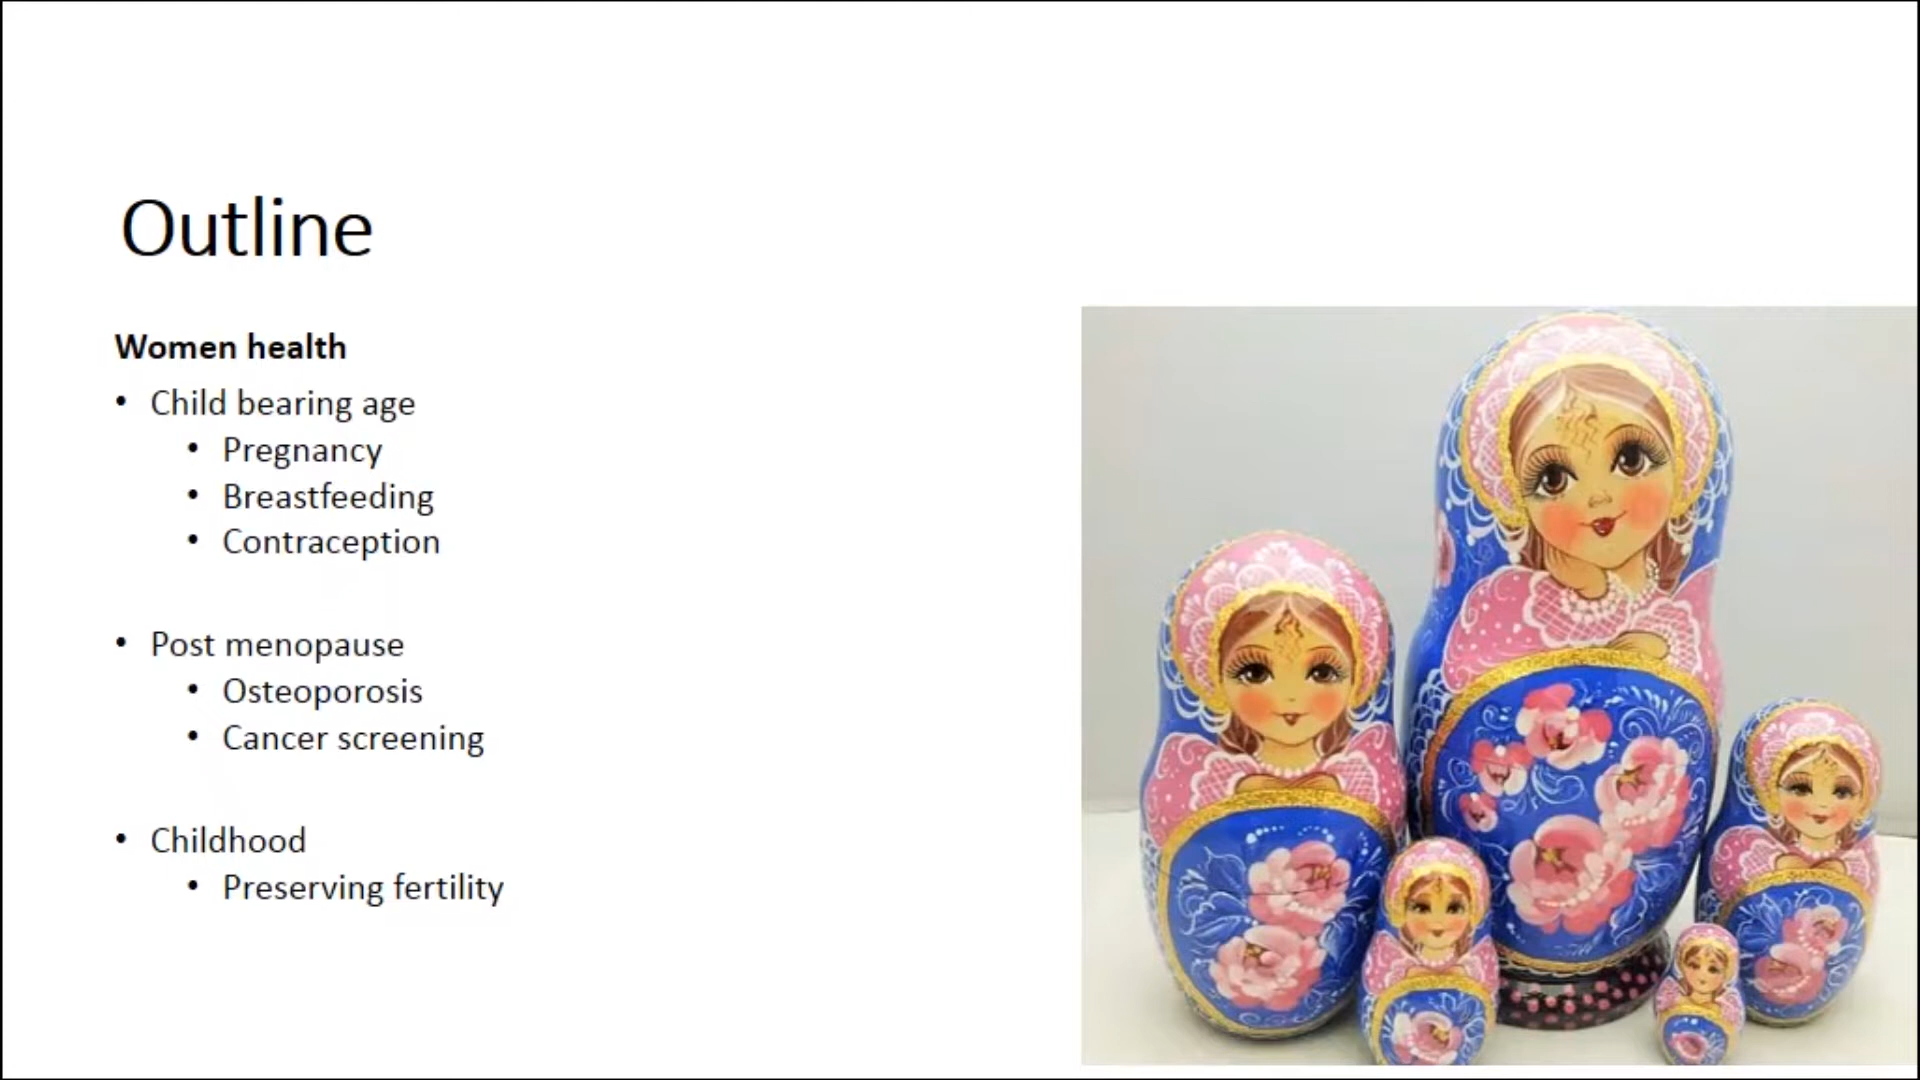 Outline
Women health
• Child bearing age
• Pregnancy
• Breastfeeding
• Contraception
• Post menopause
• Osteoporosis
• Cancer screening
• Childhood
• Preserving fertility